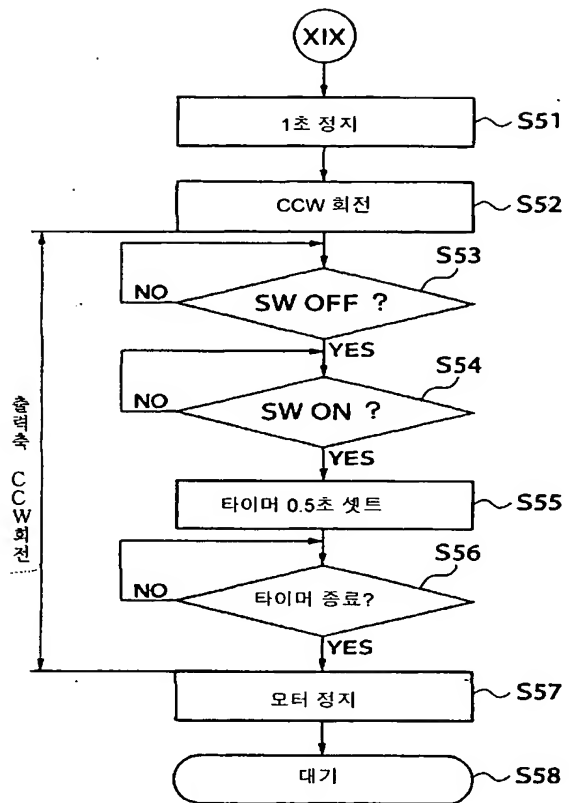 XIX
1초 정지
S51
CCW 회전
S52
S53
NO
SW OFF ?
YES
S54
NO
SW ON ?
YES
타이머 0.5초 셋트
S55
S56
NO
타이머 종료?
YES
모터 정지
S57
대기
S58
출력축 CCW회전